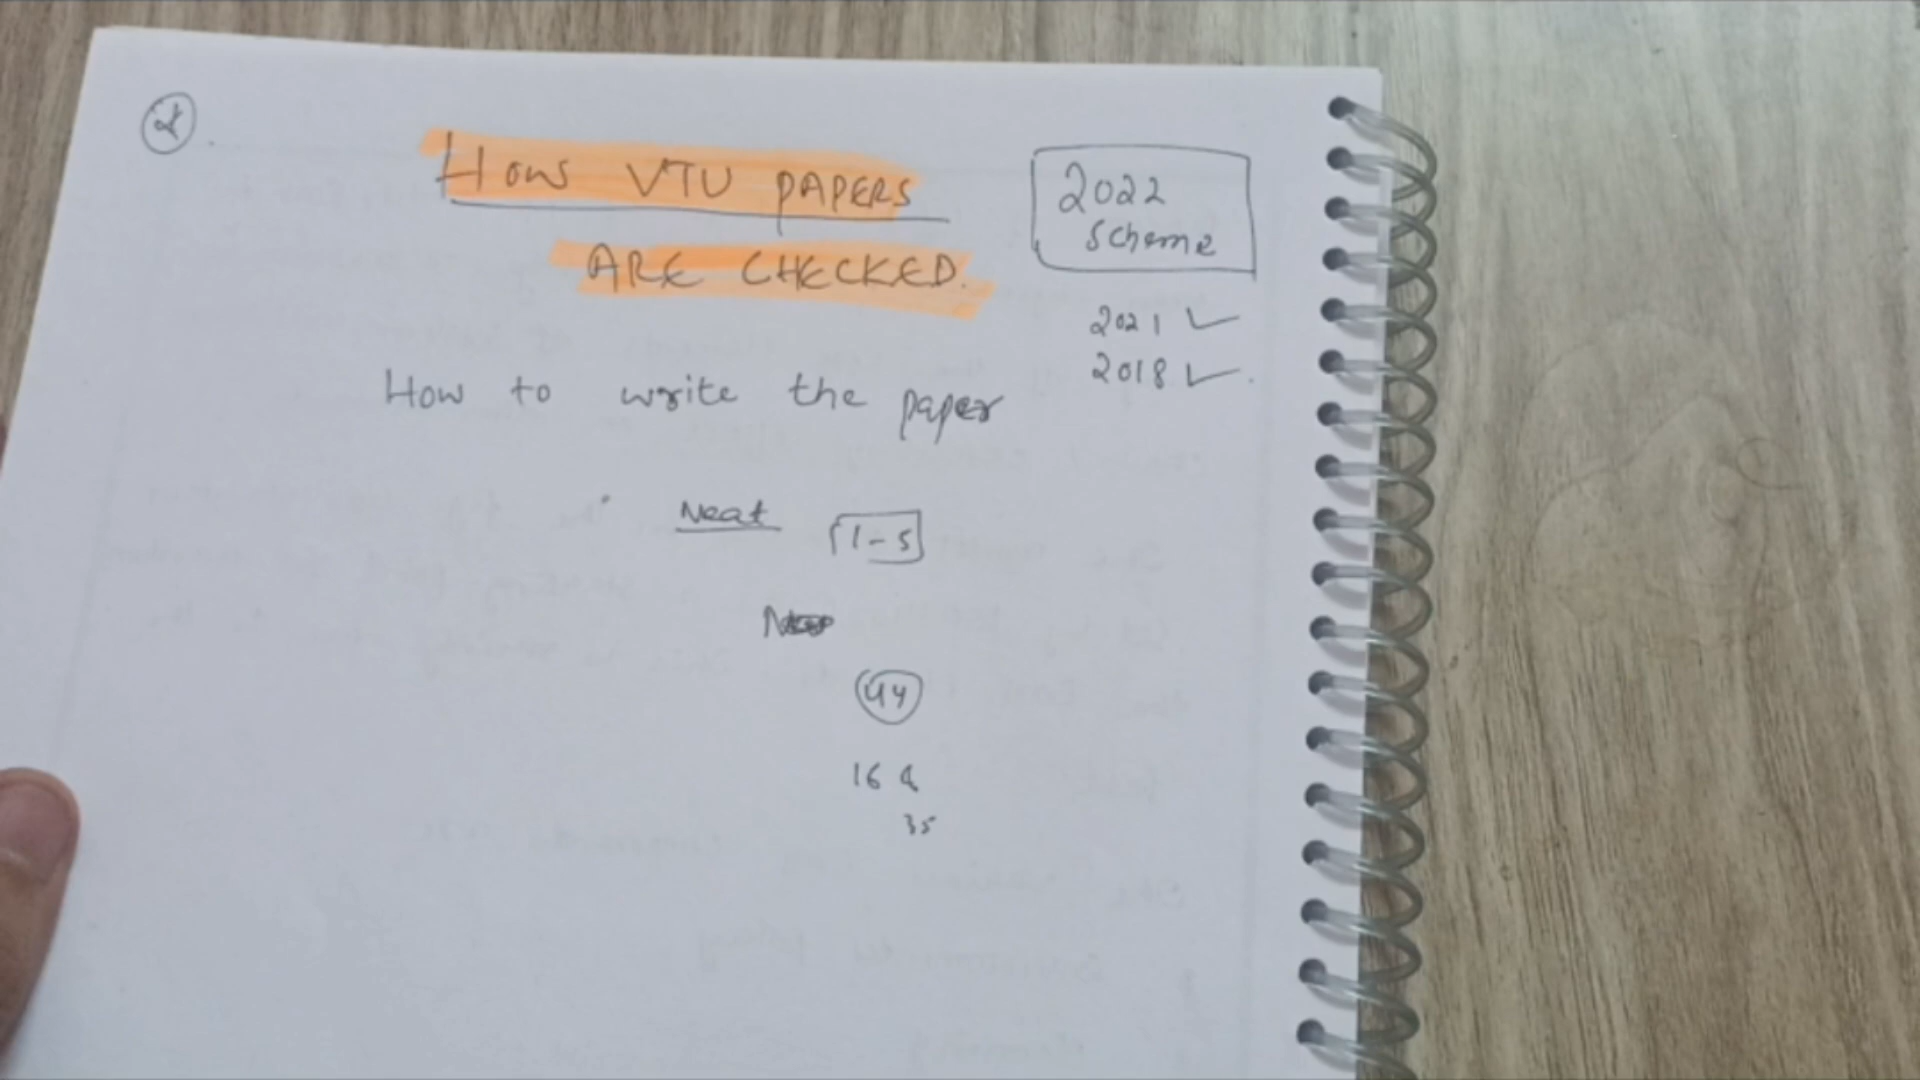 HOW VTU PAPERS
ARE CHECKED.
2022
Scheme
2021 ✓
2018 ✓
How to write the paper
Neat 1-5
44
16
35